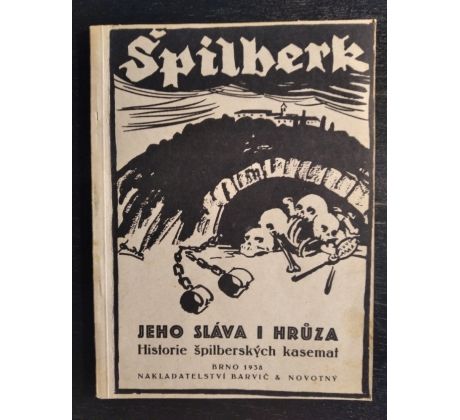 Špilberk
JEHO SLÁVA I HRŮZA
Historie špilberských kasemat
BRNO 1938
NAKLADATELSTVÍ BARVIČ & NOVOTNÝ